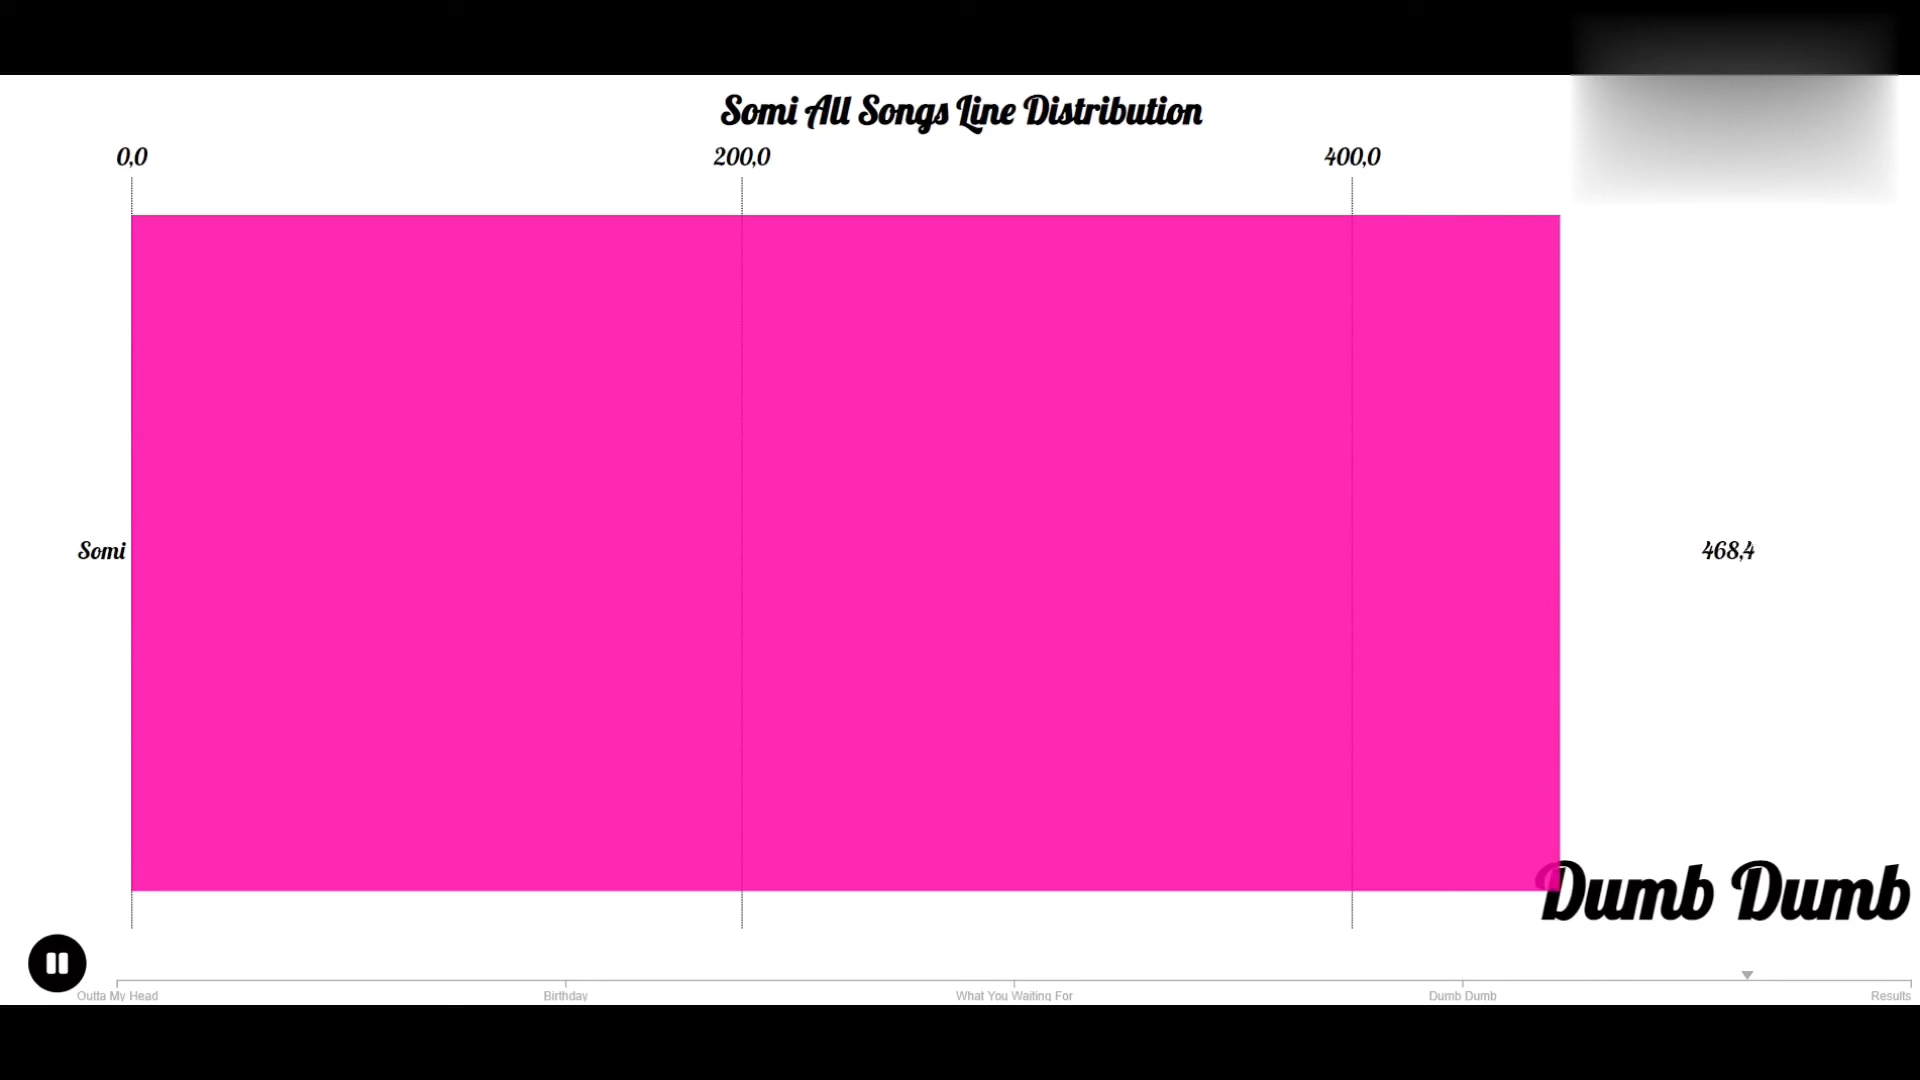 Somi All Songs Line Distribution
0,0 200,0 400,0
Somi 468,4
Dumb Dumb
Outta My Head Birthday What You Waiting For Dumb Dumb Results